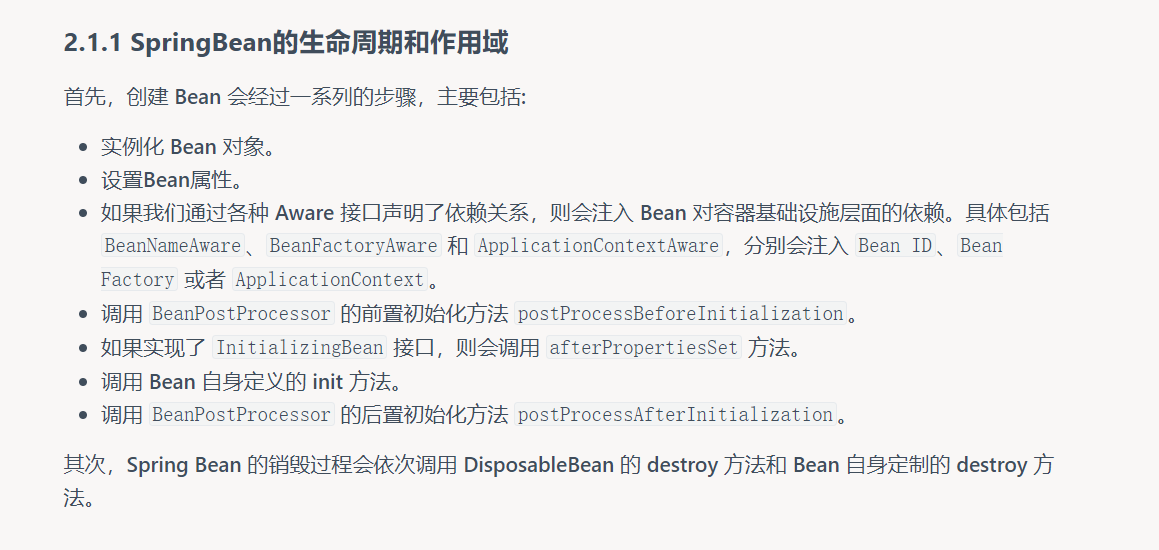 2.1.1 SpringBean的生命周期和作用域
首先，创建 Bean 会经过一系列的步骤，主要包括:
实例化 Bean 对象。
设置Bean属性。
如果我们通过各种 Aware 接口声明了依赖关系，则会注入 Bean 对容器基础设施层面的依赖。具体包括
BeanNameAware、BeanFactoryAware 和 ApplicationContextAware，分别会注入 Bean ID、Bean
Factory 或者 ApplicationContext。
调用 BeanPostProcessor 的前置初始化方法 postProcessBeforeInitialization。
如果实现了 InitializingBean 接口，则会调用 afterPropertiesSet 方法。
调用 Bean 自身定义的 init 方法。
调用 BeanPostProcessor 的后置初始化方法 postProcessAfterInitialization。
其次，Spring Bean 的销毁过程会依次调用 DisposableBean 的 destroy 方法和 Bean 自身定制的 destroy 方
法。